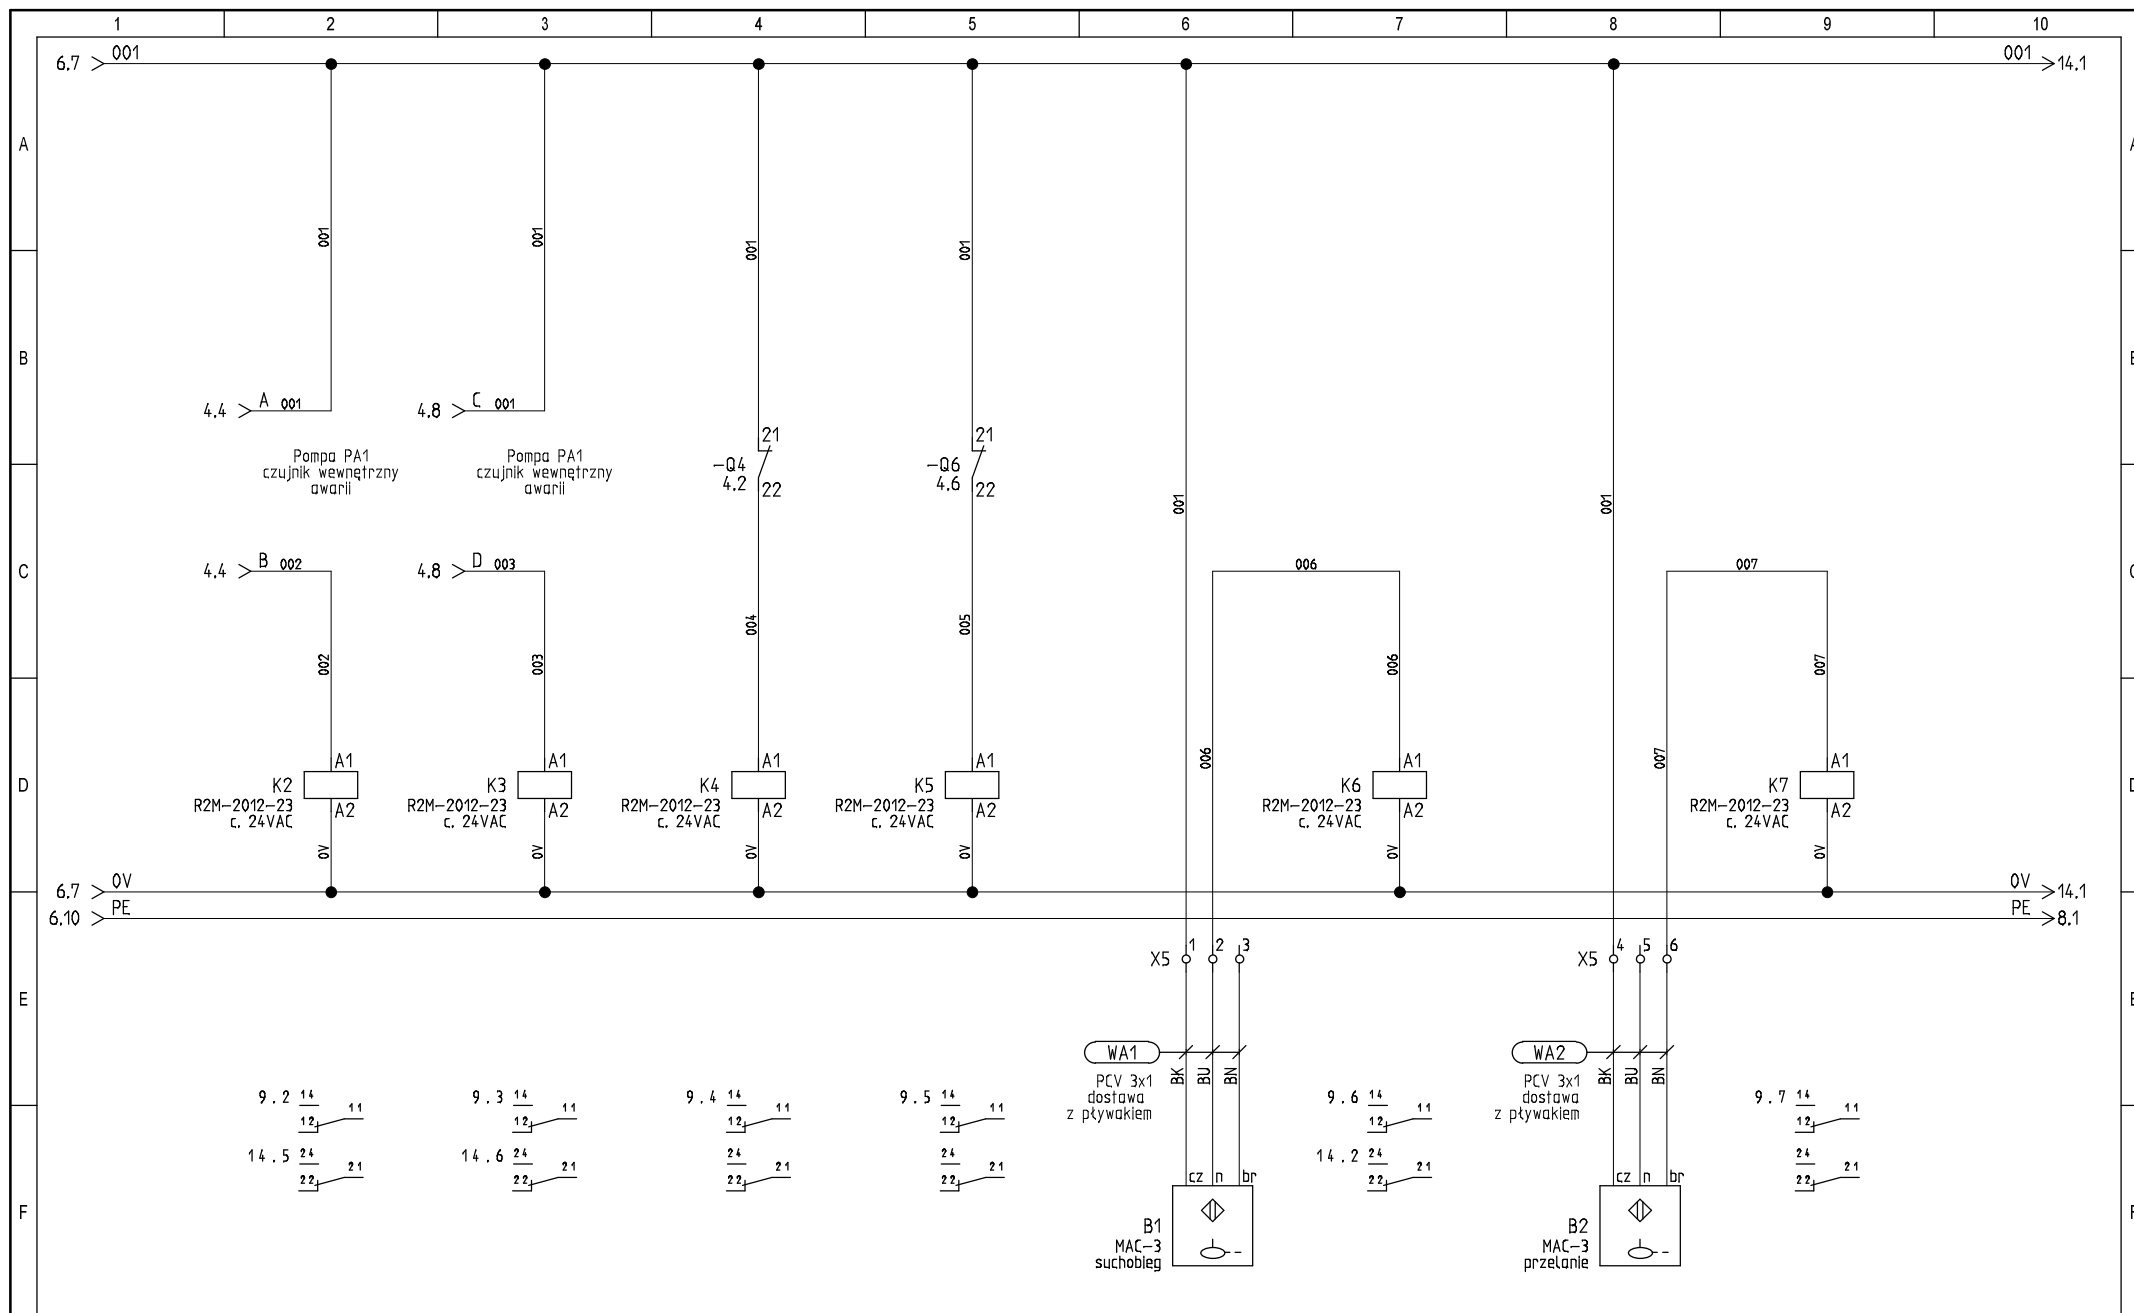 1 2 3 4 5 6 7 8 9 10
6.7 001 001 14.1
A
001 001 001 001
B
4.4 A 001 4.8 C 001
21 21
Pompa PA1 Pompa PA1
czujnik wewnętrzny czujnik wewnętrzny
awarii awarii
-Q4 -Q6
4.2 4.6
22 22
001 001
C
4.4 B 002 4.8 D 003 006 007
002 003 004 005 006 007
006 007
D
A1 A1 A1 A1 A1 A1
K2 K3 K4 K5 K6 K7
R2M-2012-23 R2M-2012-23 R2M-2012-23 R2M-2012-23 R2M-2012-23 R2M-2012-23
c. 24VAC c. 24VAC c. 24VAC c. 24VAC c. 24VAC c. 24VAC
A2 A2 A2 A2 A2 A2
0V 0V 0V 0V 0V 0V
6.7 0V 0V 14.1
6.10 PE PE 8.1
X5 1 2 3 X5 4 5 6
E
WA1 WA2
PCV 3x1 PCV 3x1
dostawa dostawa
z pływakiem z pływakiem
BK BU BN BK BU BN
9.2 14 9.3 14 9.4 14 9.5 14 9.6 14 9.7 14
12 11 12 11 12 11 12 11 12 11 12 11
14.5 24 14.6 24 24 24 14.2 24 24
22 21 22 21 22 21 22 21 22 21 22 21
cz n br cz n br
F
B1 B2
MAC-3 MAC-3
suchobieg przelanie